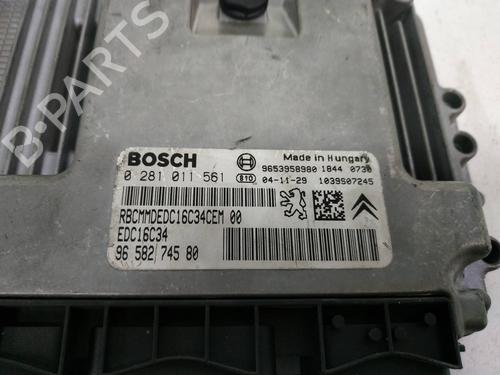 B-PARTS
BOSCH
Made in Hungary
9653958980 1844 0730
0 281 011 561 810 04-11-29 1039S07245
RBCMMDEDC16C34CEM 00
EDC16C34
96 582 745 80